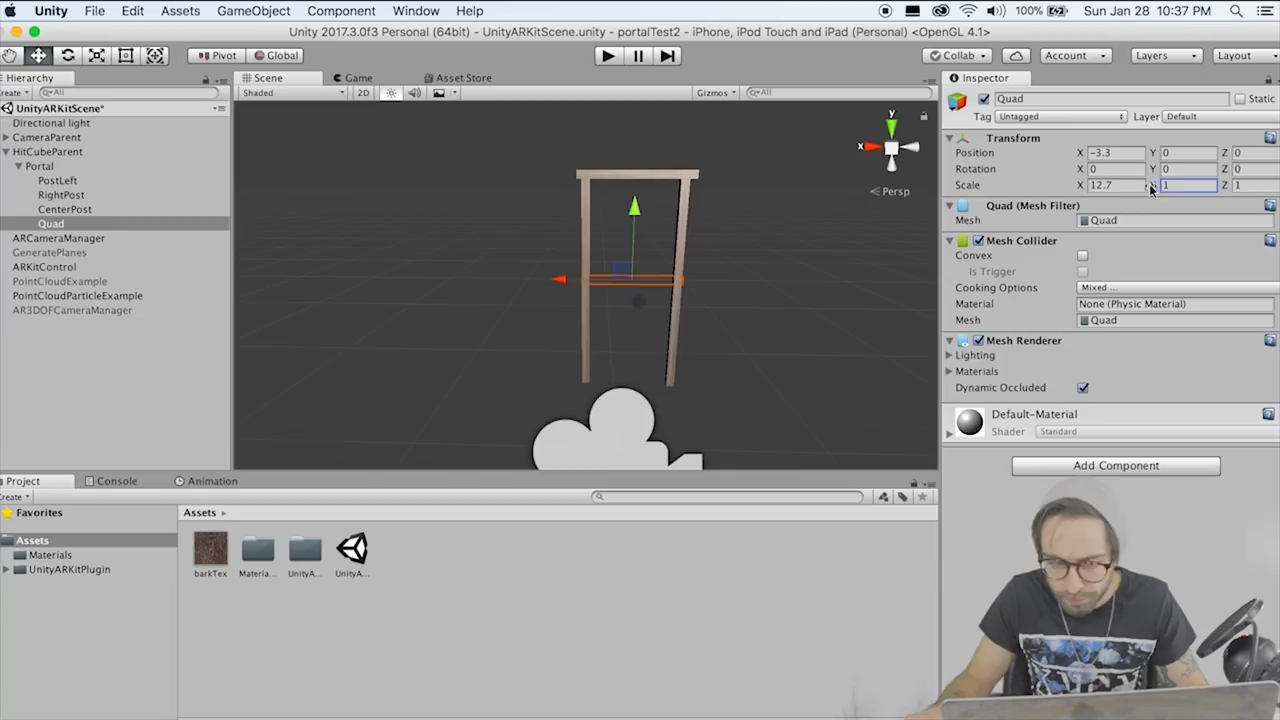 Unity File Edit Assets GameObject Component Window Help 100% Sun Jan 28 10:37 PM
Unity 2017.3.0f3 Personal (64bit) - UnityARKitScene.unity - portalTest2 - iPhone, iPod Touch and iPad (Personal) <OpenGL 4.1>
Pivot Global Collab Account Layers Layout
Hierarchy Scene Game Asset Store Inspector
reate All Shaded 2D Gizmos All
UnityARKitScene*
Directional light
CameraParent
HitCubeParent
Portal
PostLeft
RightPost
CenterPost
Quad
ARCameraManager
GeneratePlanes
ARKitControl
PointCloudExample
PointCloudParticleExample
AR3DOFCameraManager
y
x
Persp
Quad Static
Tag Untagged Layer Default
Transform
Position X -3.3 Y 0 Z 0
Rotation X 0 Y 0 Z 0
Scale X 12.7 1 Z 1
Quad (Mesh Filter)
Mesh Quad
Mesh Collider
Convex
Is Trigger
Cooking Options Mixed ...
Material None (Physic Material)
Mesh Quad
Mesh Renderer
Lighting
Materials
Dynamic Occluded
Default-Material
Shader Standard
Add Component
Project Console Animation
reate
Favorites
Assets
Materials
UnityARKitPlugin
Assets
barkTex Materia... UnityA... UnityA...